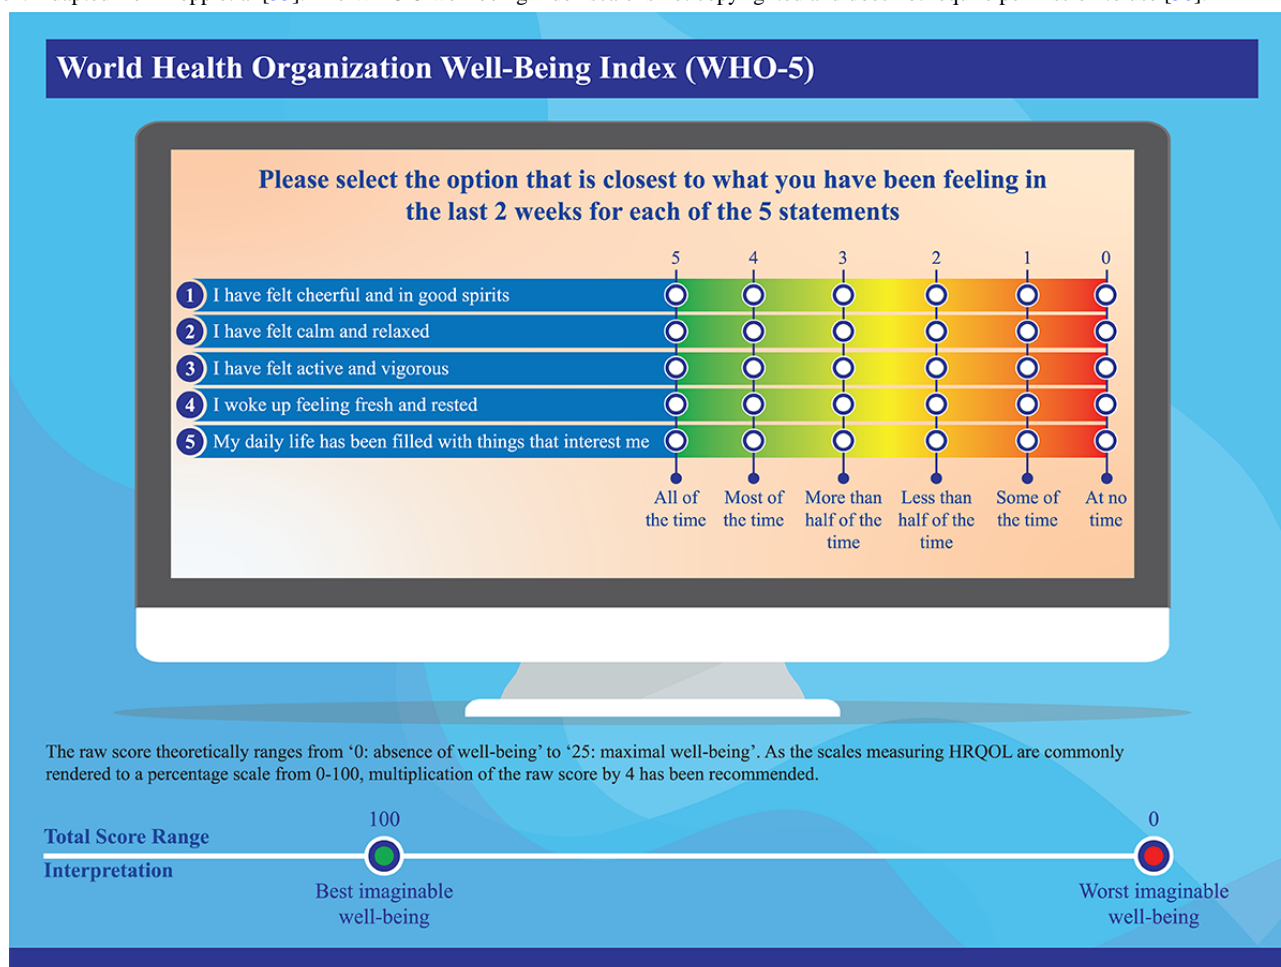 World Health Organization Well-Being Index (WHO-5)
Please select the option that is closest to what you have been feeling in
the last 2 weeks for each of the 5 statements
5 4 3 2 1 0
1 I have felt cheerful and in good spirits
2 I have felt calm and relaxed
3 I have felt active and vigorous
4 I woke up feeling fresh and rested
5 My daily life has been filled with things that interest me
All of
the time
Most of
the time
More than
half of the
time
Less than
half of the
time
Some of
the time
At no
time
The raw score theoretically ranges from ‘0: absence of well-being’ to ‘25: maximal well-being’. As the scales measuring HRQOL are commonly
rendered to a percentage scale from 0-100, multiplication of the raw score by 4 has been recommended.
Total Score Range
100
0
Interpretation
Best imaginable
well-being
Worst imaginable
well-being